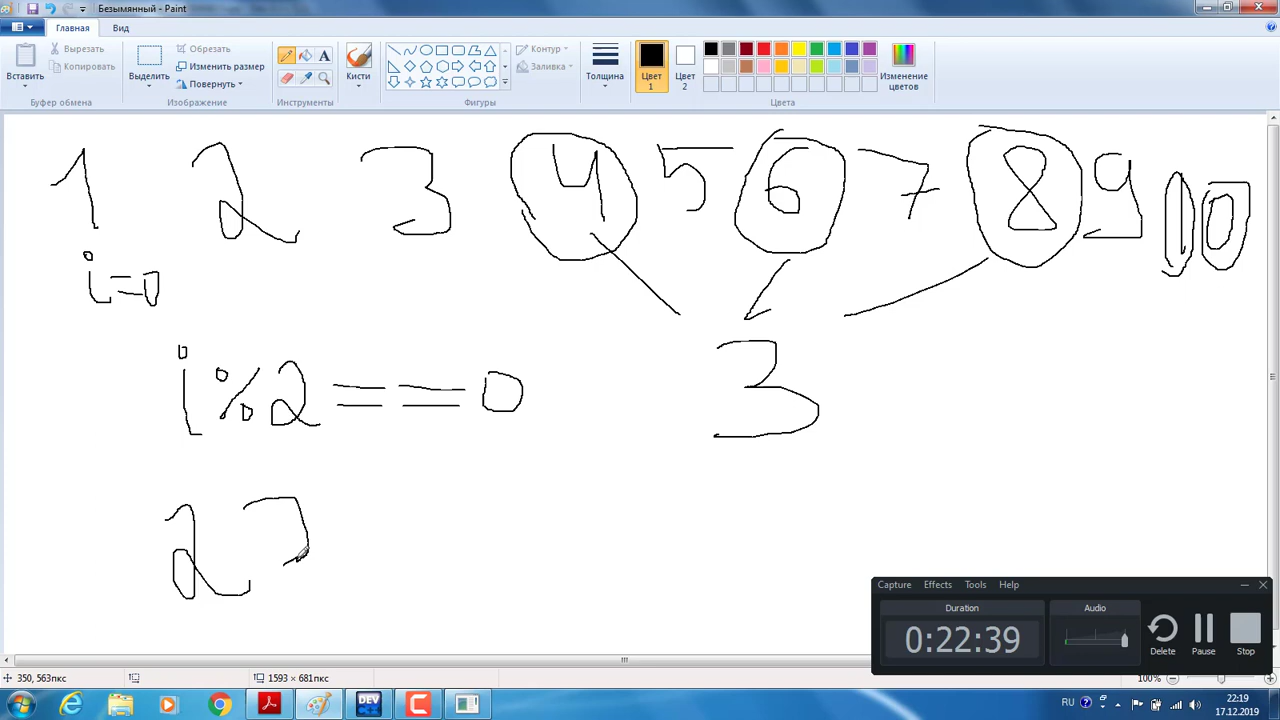 Безымянный - Paint
Главная Вид
Вставить
Вырезать
Копировать
Буфер обмена
Выделить
Обрезать
Изменить размер
Повернуть
Изображение
A
Инструменты
Кисти
Контур
Заливка
Фигуры
Толщина
Цвет 1
Цвет 2
Цвета
Изменение цветов
1 2 3 4 5 6 7 8 9 10
i=0
i%2==0 3
2
Capture Effects Tools Help
Duration Audio
0:22:39
Delete Pause Stop
350, 563пкс
1593 × 681пкс
100%
DEV
RU
22:19
17.12.2019